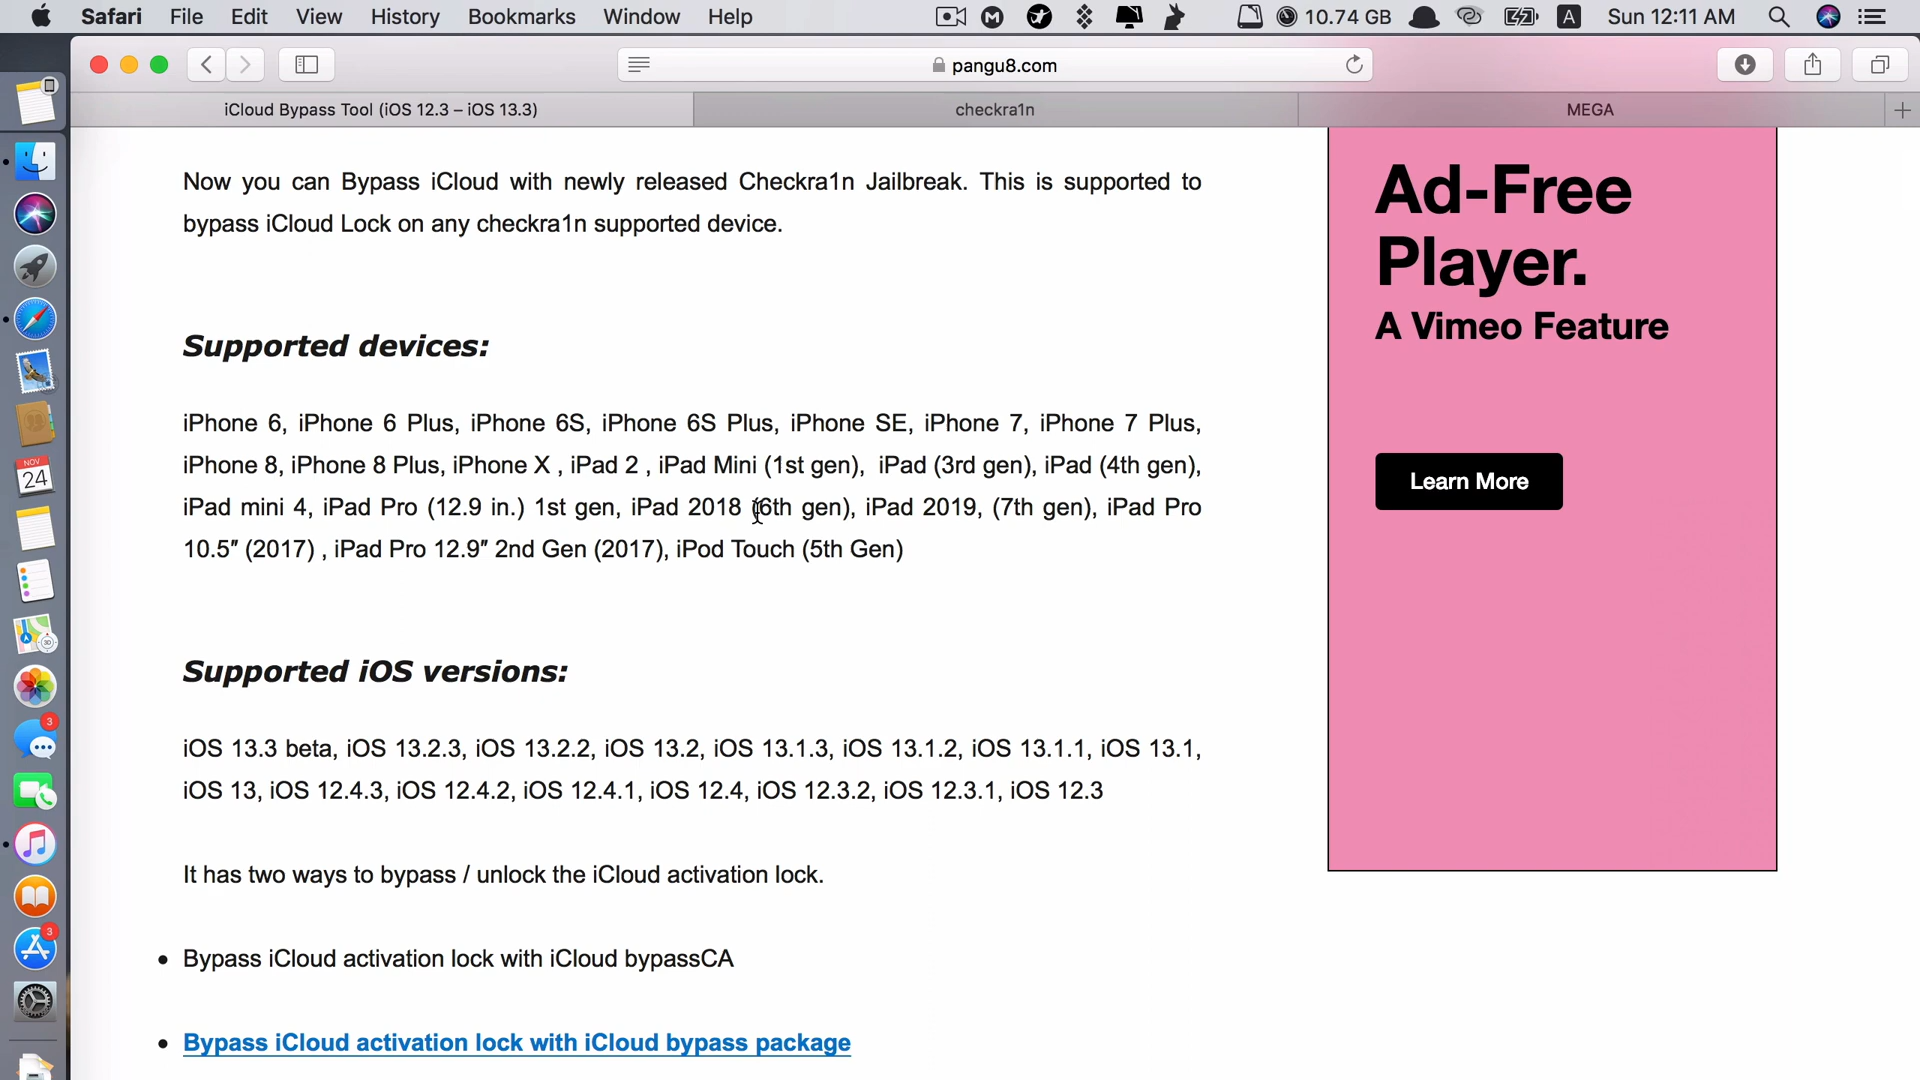 Safari File Edit View History Bookmarks Window Help 10.74 GB A Sun 12:11 AM
pangu8.com
iCloud Bypass Tool (iOS 12.3 – iOS 13.3) checkra1n MEGA
Now you can Bypass iCloud with newly released Checkra1n Jailbreak. This is supported to
bypass iCloud Lock on any checkra1n supported device.
Supported devices:
iPhone 6, iPhone 6 Plus, iPhone 6S, iPhone 6S Plus, iPhone SE, iPhone 7, iPhone 7 Plus,
iPhone 8, iPhone 8 Plus, iPhone X , iPad 2 , iPad Mini (1st gen), iPad (3rd gen), iPad (4th gen),
iPad mini 4, iPad Pro (12.9 in.) 1st gen, iPad 2018 (6th gen), iPad 2019, (7th gen), iPad Pro
10.5″ (2017) , iPad Pro 12.9″ 2nd Gen (2017), iPod Touch (5th Gen)
Supported iOS versions:
iOS 13.3 beta, iOS 13.2.3, iOS 13.2.2, iOS 13.2, iOS 13.1.3, iOS 13.1.2, iOS 13.1.1, iOS 13.1,
iOS 13, iOS 12.4.3, iOS 12.4.2, iOS 12.4.1, iOS 12.4, iOS 12.3.2, iOS 12.3.1, iOS 12.3
It has two ways to bypass / unlock the iCloud activation lock.
• Bypass iCloud activation lock with iCloud bypassCA
• Bypass iCloud activation lock with iCloud bypass package
Ad-Free
Player.
A Vimeo Feature
Learn More
NOV
24
3
3